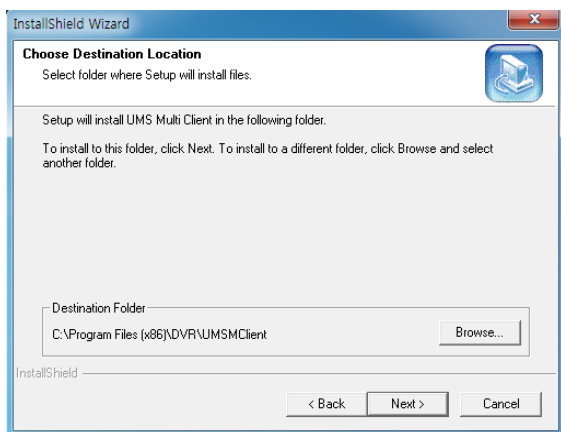 InstallShield Wizard
Choose Destination Location
Select folder where Setup will install files.
Setup will install UMS Multi Client in the following folder.
To install to this folder, click Next. To install to a different folder, click Browse and select
another folder.
Destination Folder
C:\Program Files (x86)\DVR\UMSMClient
Browse...
InstallShield
< Back
Next >
Cancel